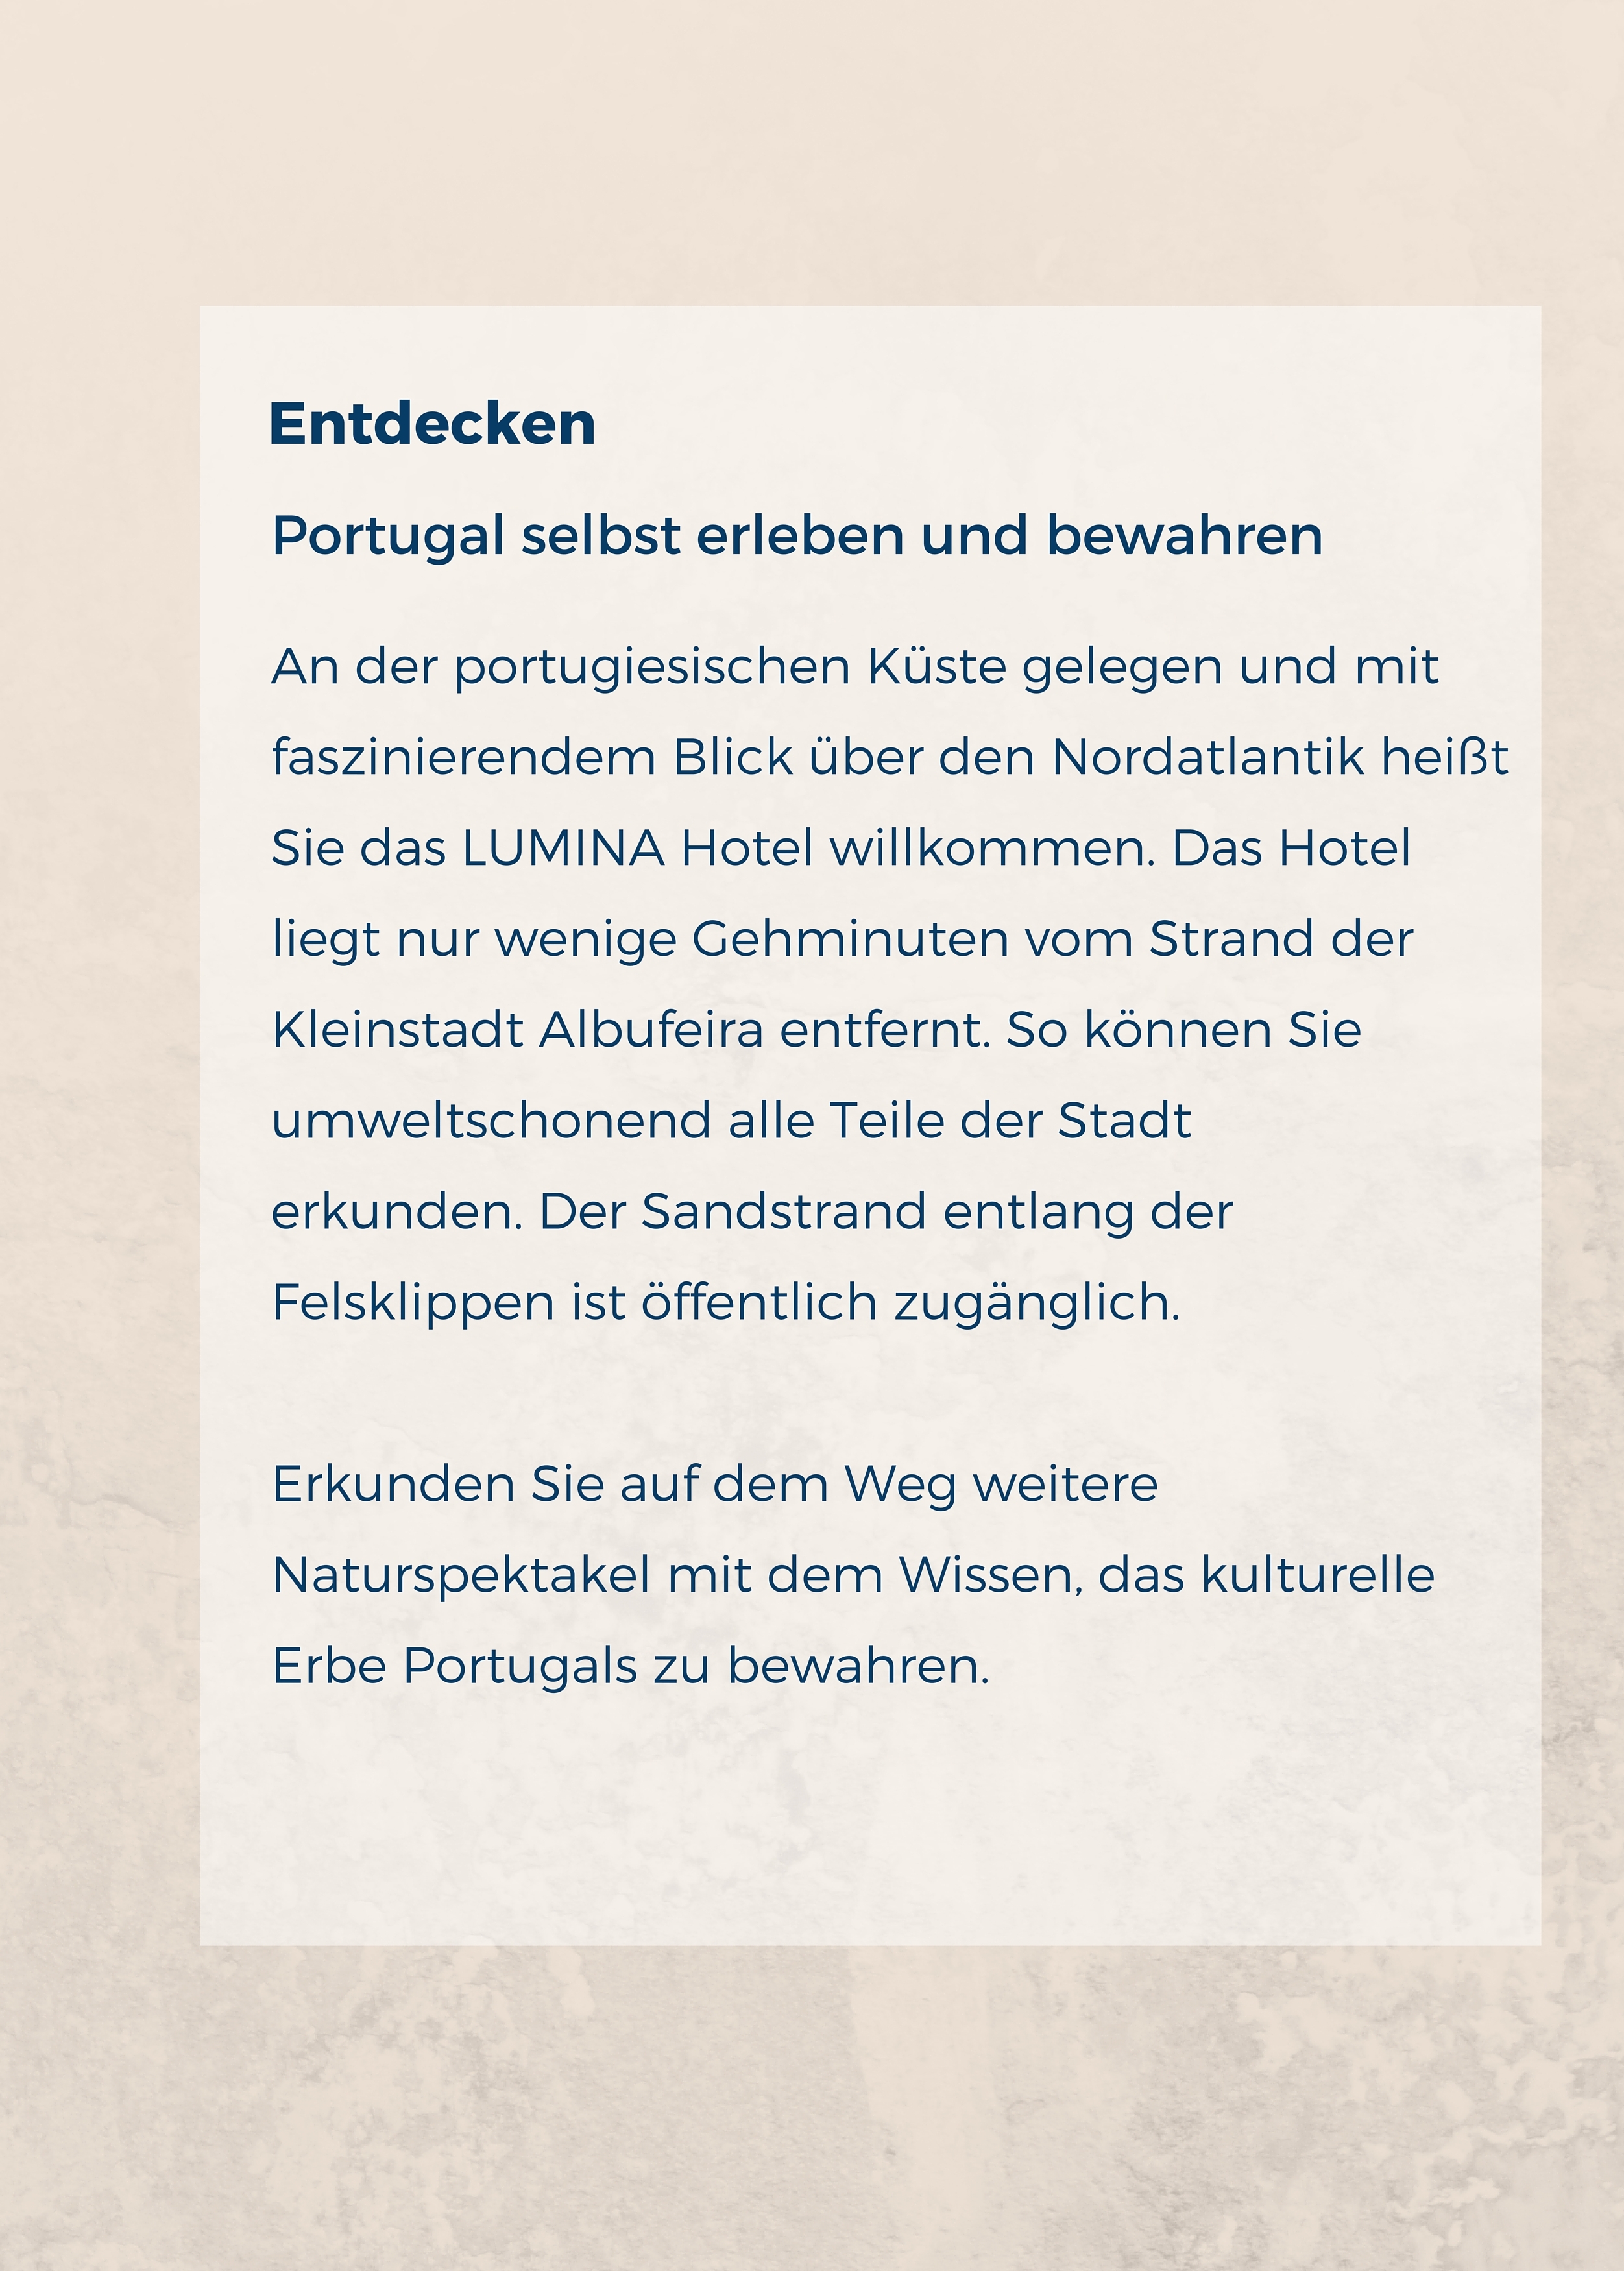 Entdecken
Portugal selbst erleben und bewahren
An der portugiesischen Küste gelegen und mit
faszinierendem Blick über den Nordatlantik heißt
Sie das LUMINA Hotel willkommen. Das Hotel
liegt nur wenige Gehminuten vom Strand der
Kleinstadt Albufeira entfernt. So können Sie
umweltschonend alle Teile der Stadt
erkunden. Der Sandstrand entlang der
Felsklippen ist öffentlich zugänglich.
Erkunden Sie auf dem Weg weitere
Naturspektakel mit dem Wissen, das kulturelle
Erbe Portugals zu bewahren.